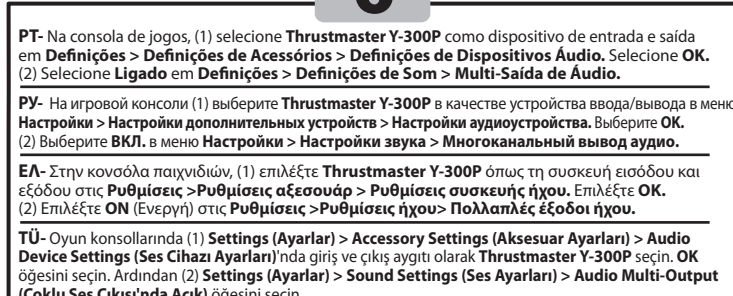 PT- Na consola de jogos, (1) selecione Thrustmaster Y-300P como dispositivo de entrada e saída
em Definições > Definições de Acessórios > Definições de Dispositivos Áudio. Selecione OK.
(2) Selecione Ligado em Definições > Definições de Som > Multi-Saída de Áudio.
РУ- На игровой консоли (1) выберите Thrustmaster Y-300P в качестве устройства ввода/вывода в меню
Настройки > Настройки дополнительных устройств > Настройки аудиоустройства. Выберите OK.
(2) Выберите ВКЛ. в меню Настройки > Настройки звука > Многоканальный вывод аудио.
ΕΛ- Στην κονσόλα παιχνιδιών, (1) επιλέξτε Thrustmaster Y-300P όπως τη συσκευή εισόδου και
εξόδου στις Ρυθμίσεις >Ρυθμίσεις αξεσουάρ > Ρυθμίσεις συσκευής ήχου. Επιλέξτε OK.
(2) Επιλέξτε ON (Ενεργή) στις Ρυθμίσεις >Ρυθμίσεις ήχου> Πολλαπλές έξοδοι ήχου.
TÜ- Oyun konsollarında (1) Settings (Ayarlar) > Accessory Settings (Aksesuar Ayarları) > Audio
Device Settings (Ses Cihazı Ayarları)'nda giriş ve çıkış aygıtı olarak Thrustmaster Y-300P seçin. OK
öğesini seçin. Ardından (2) Settings (Ayarlar) > Sound Settings (Ses Ayarları) > Audio Multi-Output
(Çoklu Ses Çıkışı'nda Açık) öğesini seçin.